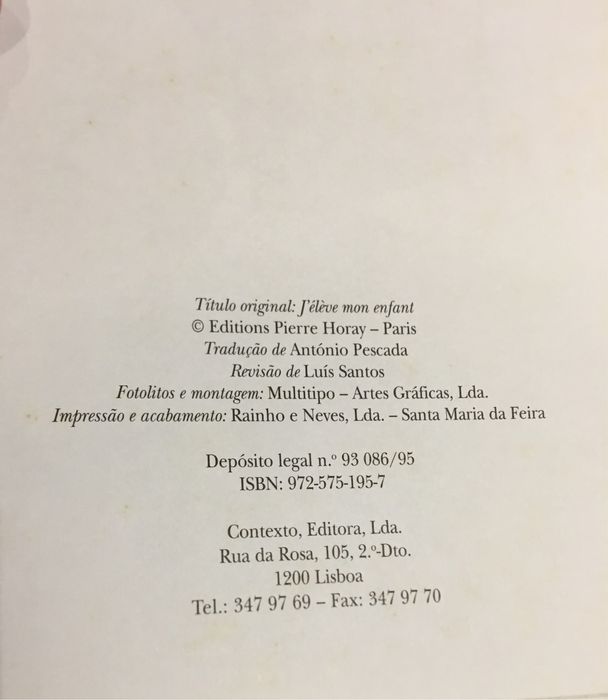 Título original: J'élève mon enfant
© Editions Pierre Horay – Paris
Tradução de António Pescada
Revisão de Luís Santos
Fotolitos e montagem: Multitipo – Artes Gráficas, Lda.
Impressão e acabamento: Rainho e Neves, Lda. – Santa Maria da Feira
Depósito legal n.º 93 086/95
ISBN: 972-575-195-7
Contexto, Editora, Lda.
Rua da Rosa, 105, 2.º-Dto.
1200 Lisboa
Tel.: 347 97 69 – Fax: 347 97 70